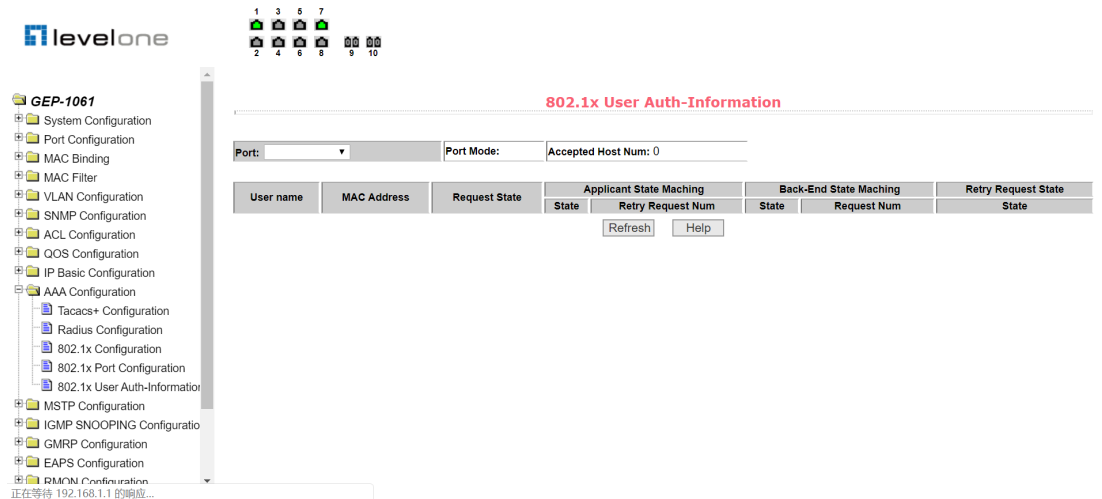 1 3 5 7
levelone
2 4 6 8 9 10
GEP-1061
System Configuration
Port Configuration
MAC Binding
MAC Filter
VLAN Configuration
SNMP Configuration
ACL Configuration
QOS Configuration
IP Basic Configuration
AAA Configuration
Tacacs+ Configuration
Radius Configuration
802.1x Configuration
802.1x Port Configuration
802.1x User Auth-Information
MSTP Configuration
IGMP SNOOPING Configuratio
GMRP Configuration
EAPS Configuration
RMON Configuration
802.1x User Auth-Information
Port: Port Mode: Accepted Host Num: 0
User name MAC Address Request State Applicant State Maching Back-End State Maching Retry Request State
State Retry Request Num State Request Num State
Refresh Help
正在等待 192.168.1.1 的响应...